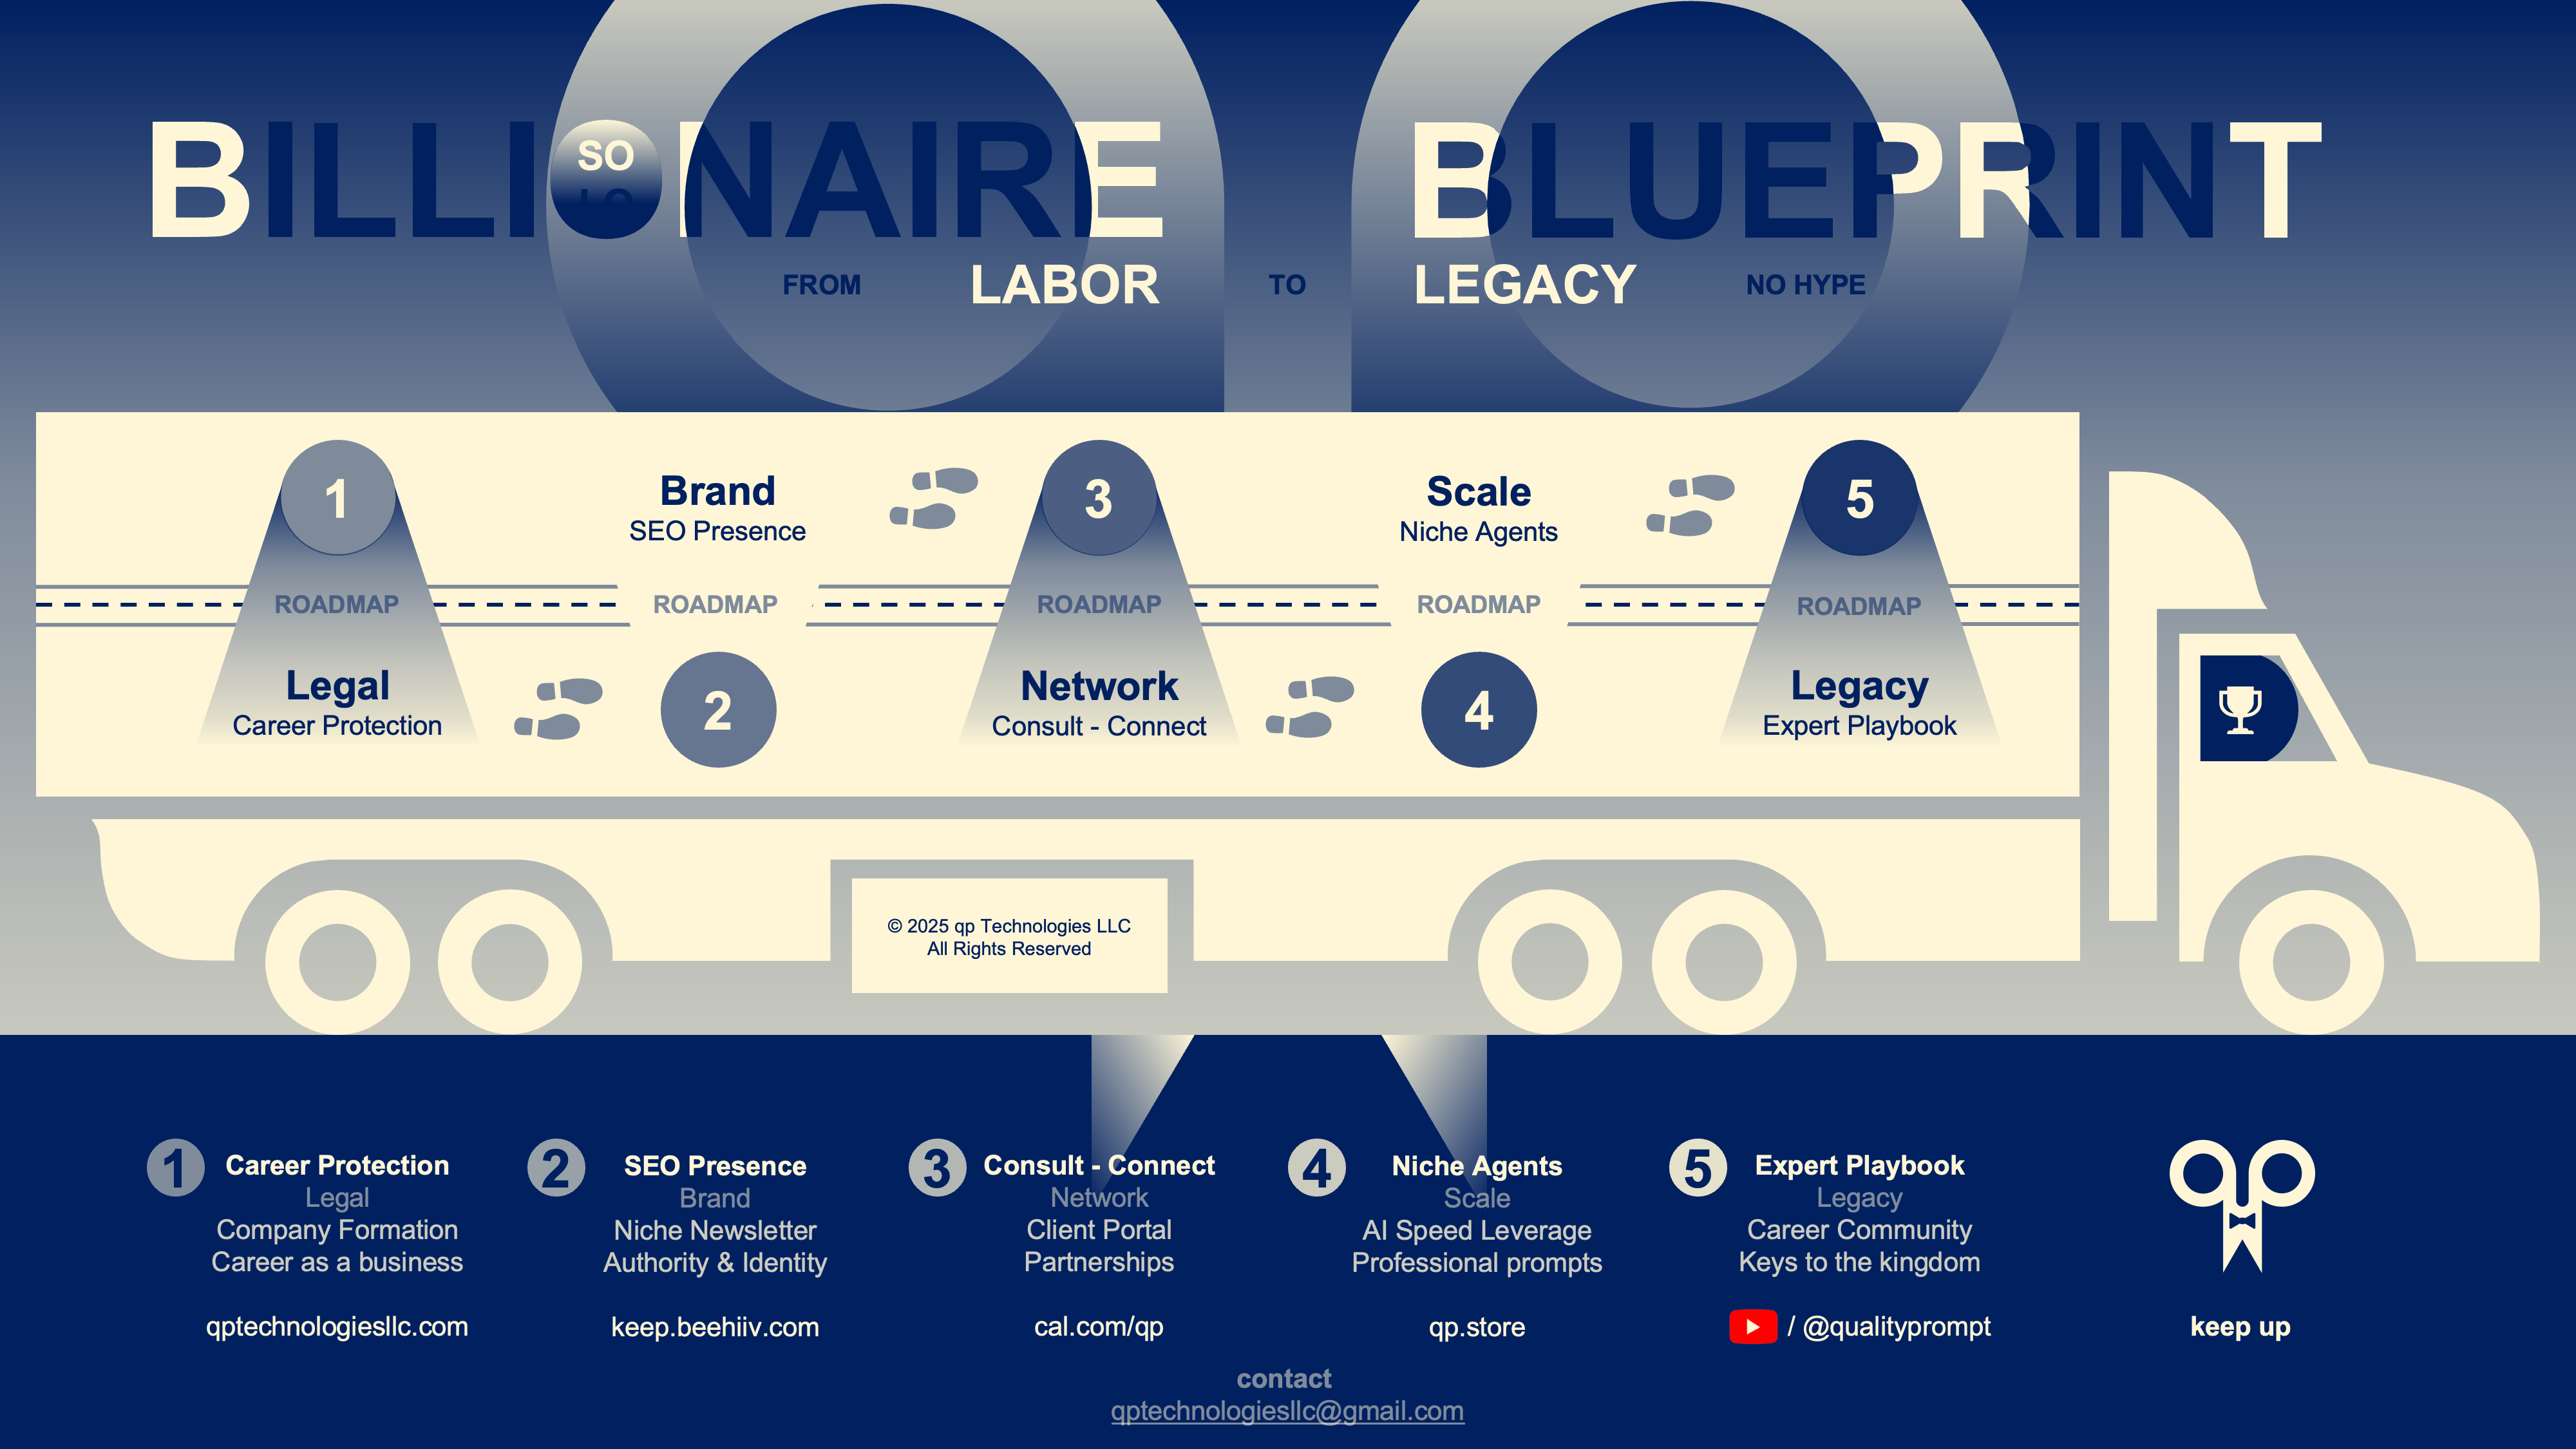 BILLIONAIRE BLUEPRINT
SO
LO
FROM LABOR TO LEGACY NO HYPE
1
Brand
SEO Presence
3
Scale
Niche Agents
5
ROADMAP
ROADMAP
ROADMAP
ROADMAP
ROADMAP
Legal
Career Protection
2
Network
Consult - Connect
4
Legacy
Expert Playbook
© 2025 qp Technologies LLC
All Rights Reserved
1 Career Protection
Legal
Company Formation
Career as a business
qptechnologiesllc.com
2 SEO Presence
Brand
Niche Newsletter
Authority & Identity
keep.beehiiv.com
3 Consult - Connect
Network
Client Portal
Partnerships
cal.com/qp
4 Niche Agents
Scale
AI Speed Leverage
Professional prompts
qp.store
5 Expert Playbook
Legacy
Career Community
Keys to the kingdom
/ @qualityprompt
qp
keep up
contact
qptechnologiesllc@gmail.com